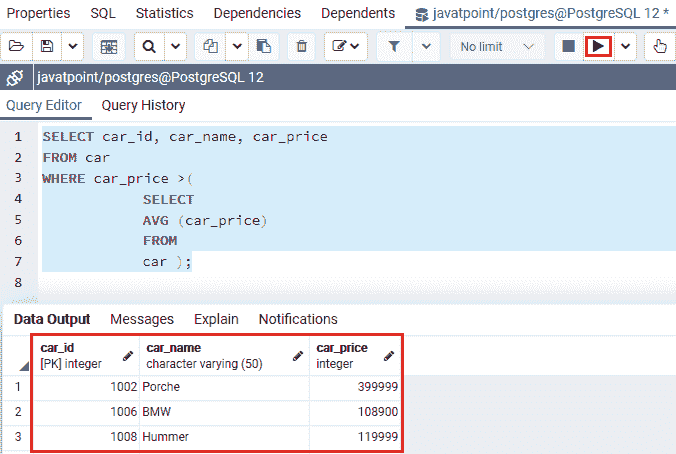 Properties SQL Statistics Dependencies Dependents javatpoint/postgres@PostgreSQL 12 *
No limit
javatpoint/postgres@PostgreSQL 12
Query Editor Query History
1 SELECT car_id, car_name, car_price
2 FROM car
3 WHERE car_price >(
4 SELECT
5 AVG (car_price)
6 FROM
7 car );
8
Data Output Messages Explain Notifications
car_id car_name car_price
[PK] integer character varying (50) integer
1 1002 Porche 399999
2 1006 BMW 108900
3 1008 Hummer 119999